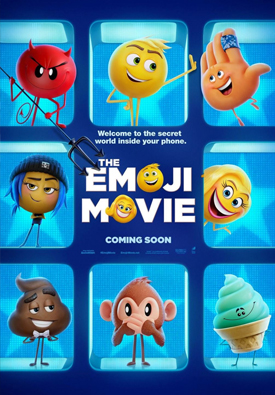 Welcome to the secret
world inside your phone.
THE
EMOJI
MOVIE
COMING SOON